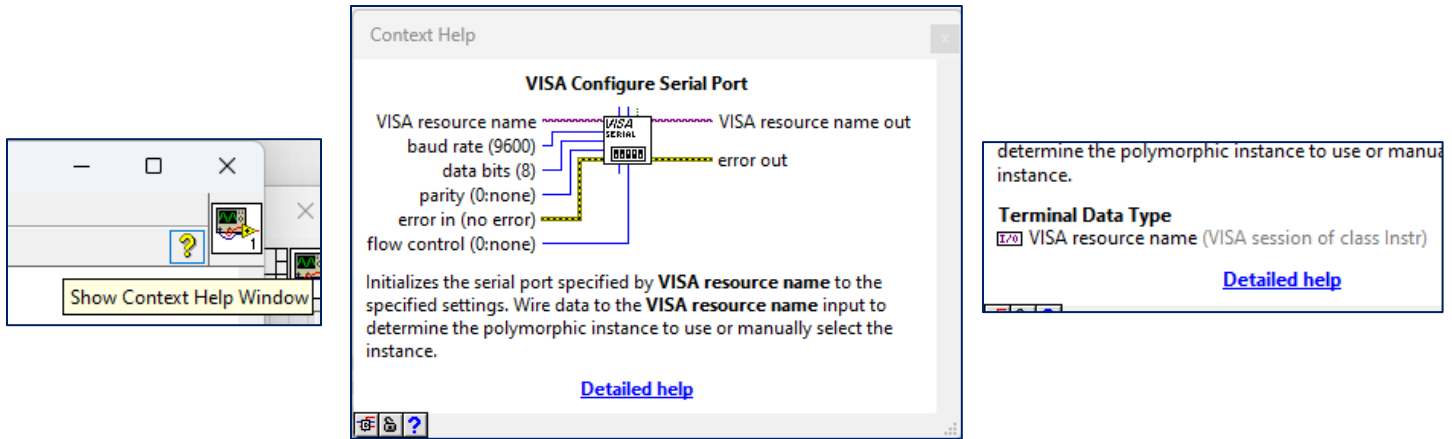 1
Show Context Help Window
Context Help
VISA Configure Serial Port
VISA resource name
VISA resource name out
baud rate (9600)
data bits (8)
error out
parity (0:none)
error in (no error)
flow control (0:none)
VISA
SERIAL
Initializes the serial port specified by VISA resource name to the
specified settings. Wire data to the VISA resource name input to
determine the polymorphic instance to use or manually select the
instance.
Detailed help
?
determine the polymorphic instance to use or manua
instance.
Terminal Data Type
I/O VISA resource name (VISA session of class Instr)
Detailed help